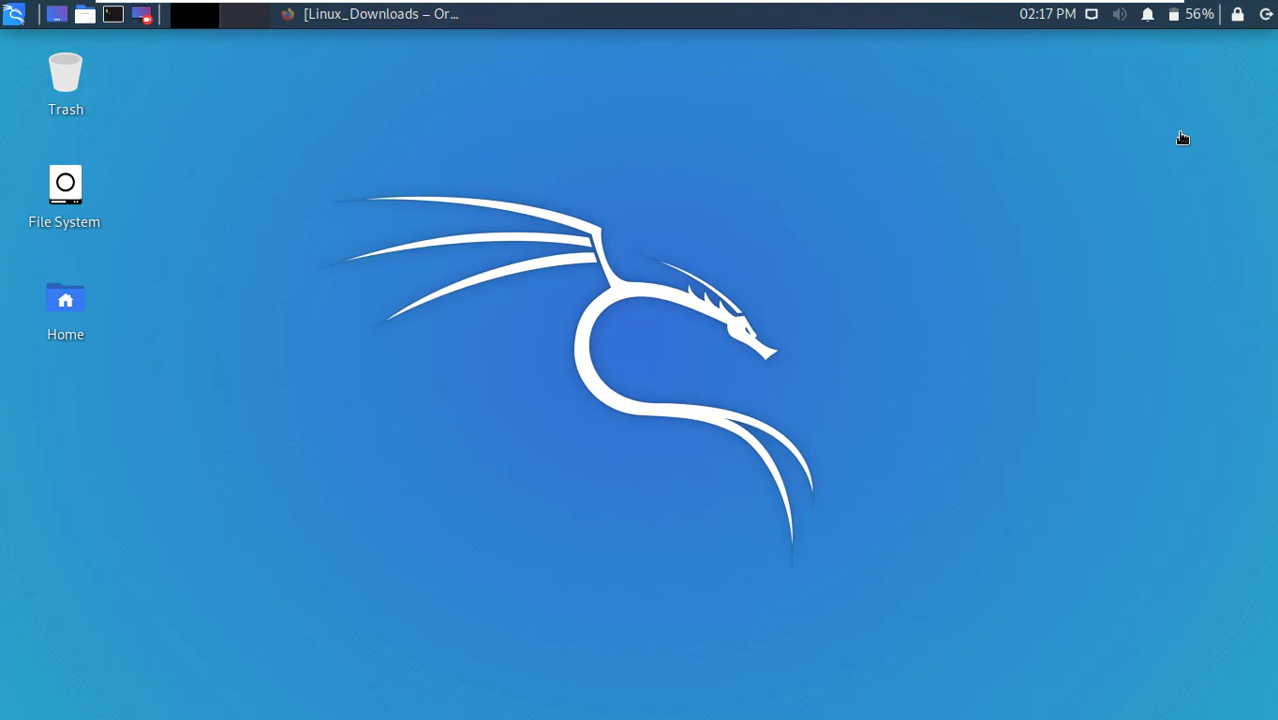 [Linux_Downloads – Or...
02:17 PM
56%
Trash
File System
Home